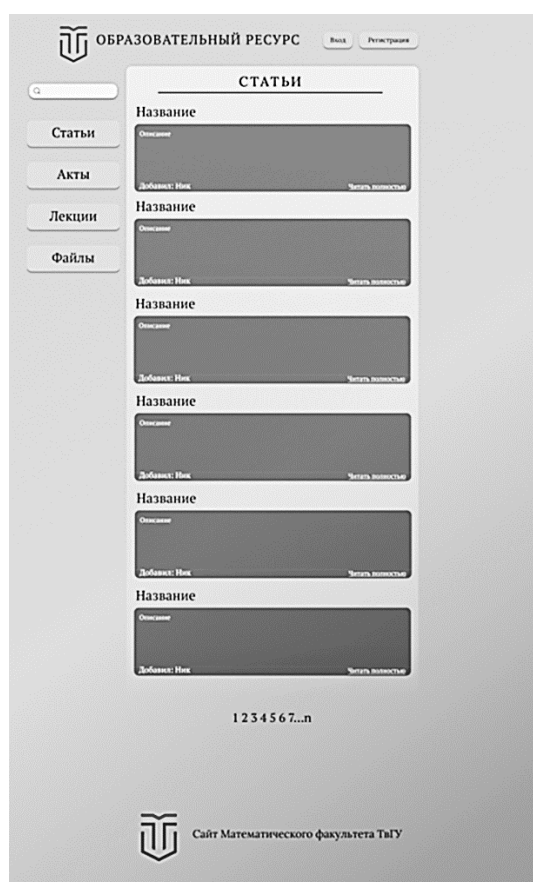 ОБРАЗОВАТЕЛЬНЫЙ РЕСУРС
Вход
Регистрация
Статьи
Акты
Лекции
Файлы
СТАТЬИ
Название
Описание
Добавил: Ник
Читать полностью
Название
Описание
Добавил: Ник
Читать полностью
Название
Описание
Добавил: Ник
Читать полностью
Название
Описание
Добавил: Ник
Читать полностью
Название
Описание
Добавил: Ник
Читать полностью
Название
Описание
Добавил: Ник
Читать полностью
1 2 3 4 5 6 7...n
Сайт Математического факультета ТвГУ